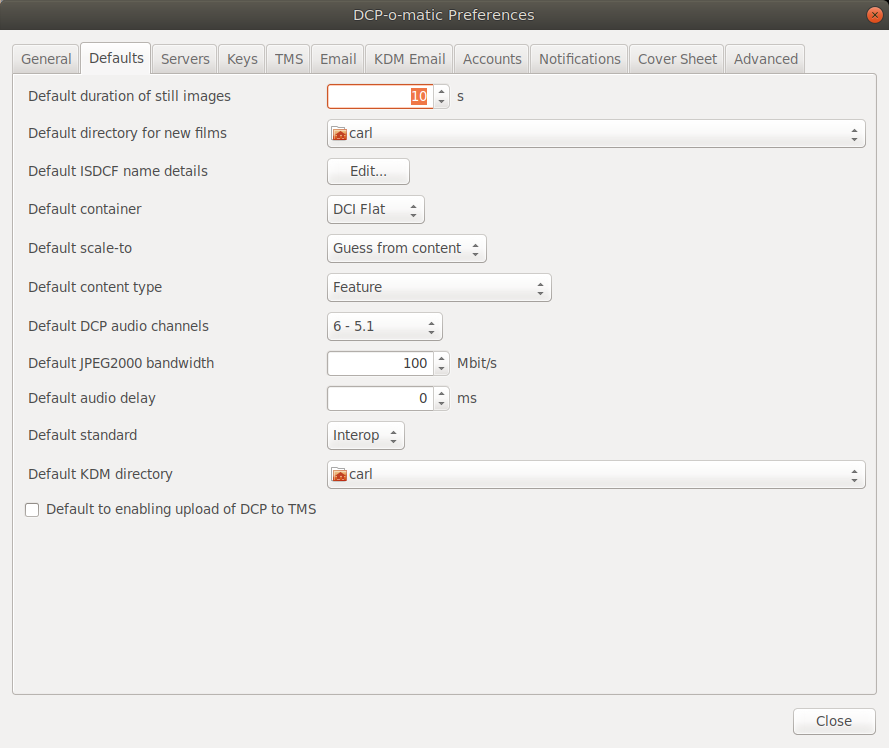 DCP-o-matic Preferences
General Defaults Servers Keys TMS Email KDM Email Accounts Notifications Cover Sheet Advanced
Default duration of still images 10 s
Default directory for new films carl
Default ISDCF name details Edit...
Default container DCI Flat
Default scale-to Guess from content
Default content type Feature
Default DCP audio channels 6 - 5.1
Default JPEG2000 bandwidth 100 Mbit/s
Default audio delay 0 ms
Default standard Interop
Default KDM directory carl
Default to enabling upload of DCP to TMS
Close